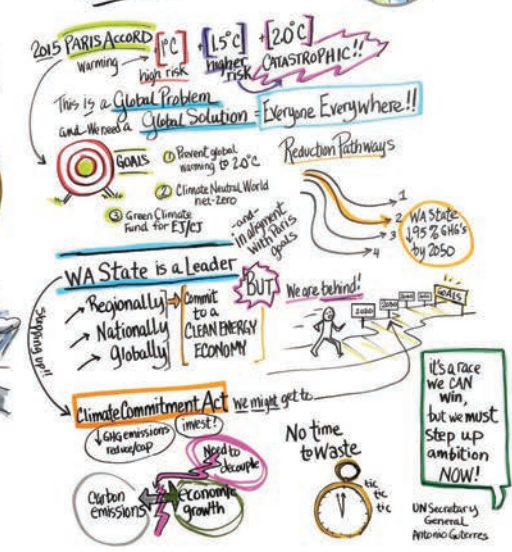 2015 PARIS ACCORD
warming
[1°C]
high risk
[1.5°C]
higher
risk
[2.0°C]
CATASTROPHIC!!
This is a Global Problem
and We need a Global Solution =
Everyone Everywhere!!
GOALS
① Prevent global
warming to 2.0°C
② Climate Neutral World
net-zero
③ Green Climate
Fund for EJ/CJ
-and-
in alignment
with Paris
goals
Reduction Pathways
1
2
3
4
WA State
↓95% GHG's
by 2050
WA State is a Leader
BUT
We are behind!
Regionally
Nationally
Globally
Commit
to a
CLEAN ENERGY
ECONOMY
GOALS
Stepping up!!
Climate Commitment Act
We might get to
↓GHG emissions
reduce/cap
invest!
Need to
decouple
Carbon
emissions
economic
growth
No time
to Waste
tic
tic
tic
it's a race
we CAN
win,
but we must
step up
ambition
NOW!
UN Secretary
General
Antonio Guterres